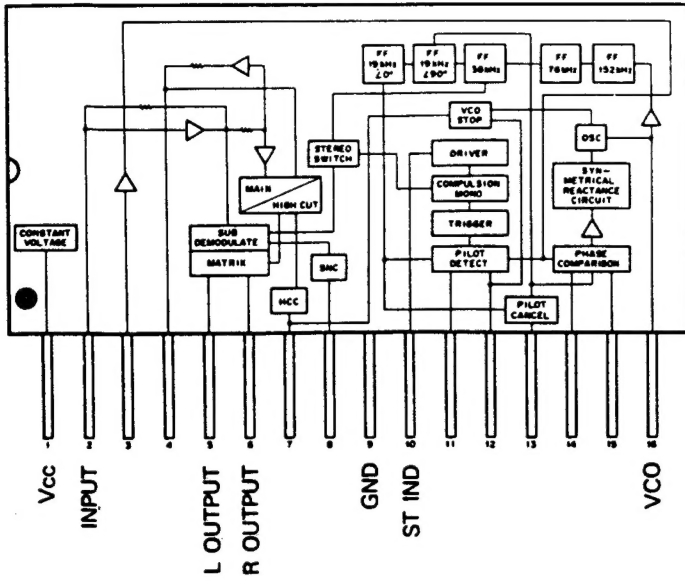 FF
19kHz
∠0°
FF
19kHz
∠90°
FF
38kHz
FF
76kHz
FF
152kHz
VCO
STOP
OSC
STEREO
SWITCH
DRIVER
SYN-
METRICAL
REACTANCE
CIRCUIT
COMPULSION
MONO
MAIN
HIGH CUT
TRIGGER
CONSTANT
VOLTAGE
SUB
DEMODULATE
MATRIX
SNC
PILOT
DETECT
PHASE
COMPARISON
HCC
PILOT
CANCEL
1 2 3 4 5 6 7 8 9 10 11 12 13 14 15 16
Vcc
INPUT
L OUTPUT
R OUTPUT
GND
ST IND
VCO